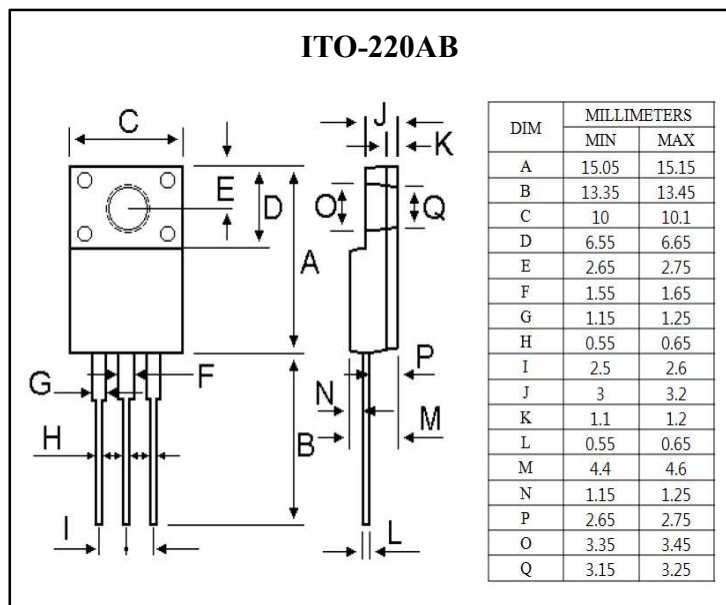 ITO-220AB
C
E
D
A
G
F
H
B
I
J
K
O
Q
P
N
M
L
DIM MILLIMETERS
MIN MAX
A 15.05 15.15
B 13.35 13.45
C 10 10.1
D 6.55 6.65
E 2.65 2.75
F 1.55 1.65
G 1.15 1.25
H 0.55 0.65
I 2.5 2.6
J 3 3.2
K 1.1 1.2
L 0.55 0.65
M 4.4 4.6
N 1.15 1.25
P 2.65 2.75
O 3.35 3.45
Q 3.15 3.25